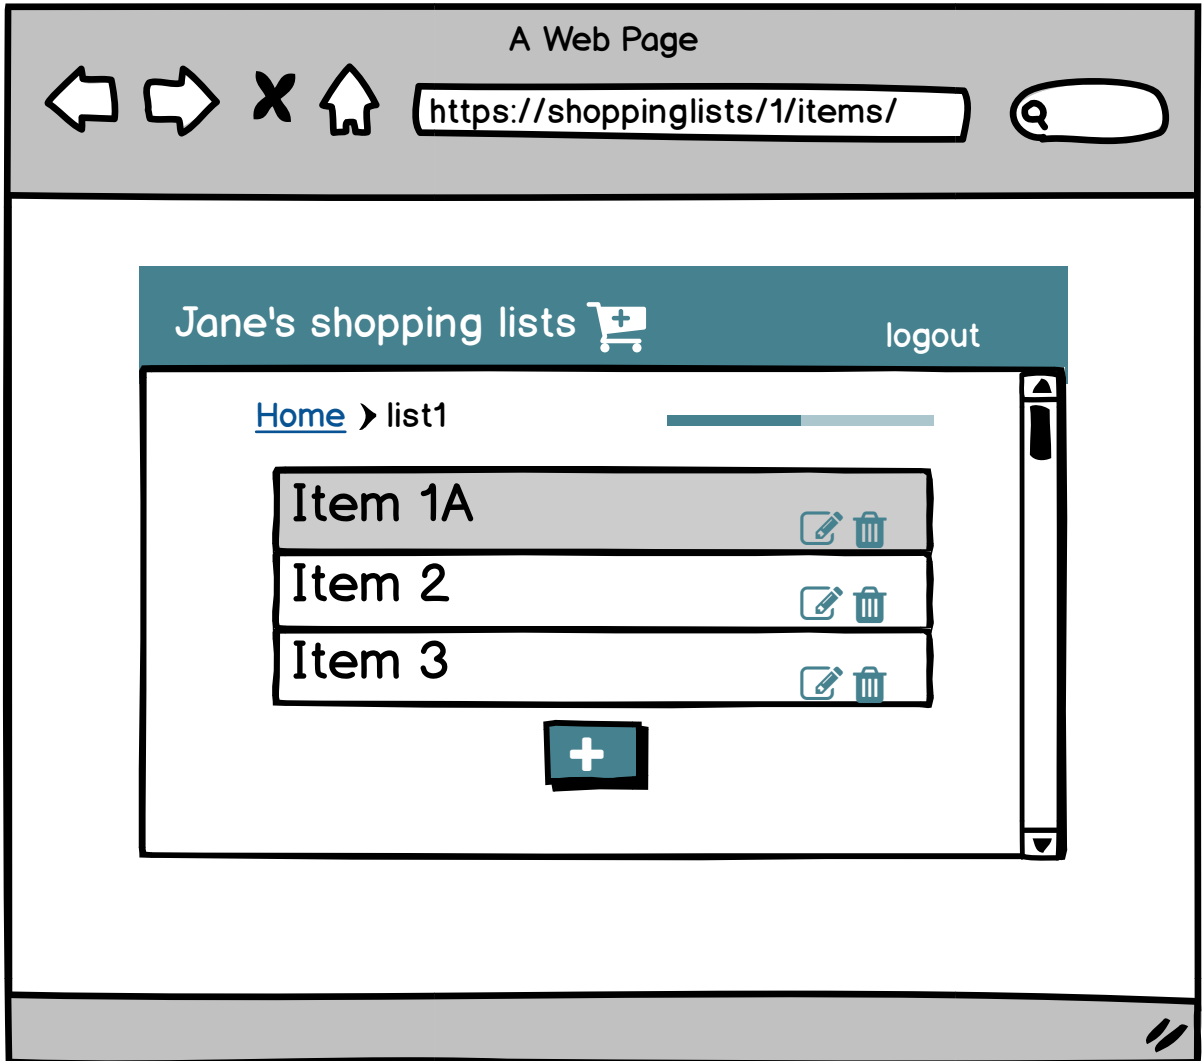 A Web Page
https://shoppinglists/1/items/
Jane's shopping lists
logout
Home
list1
Item 1A
Item 2
Item 3